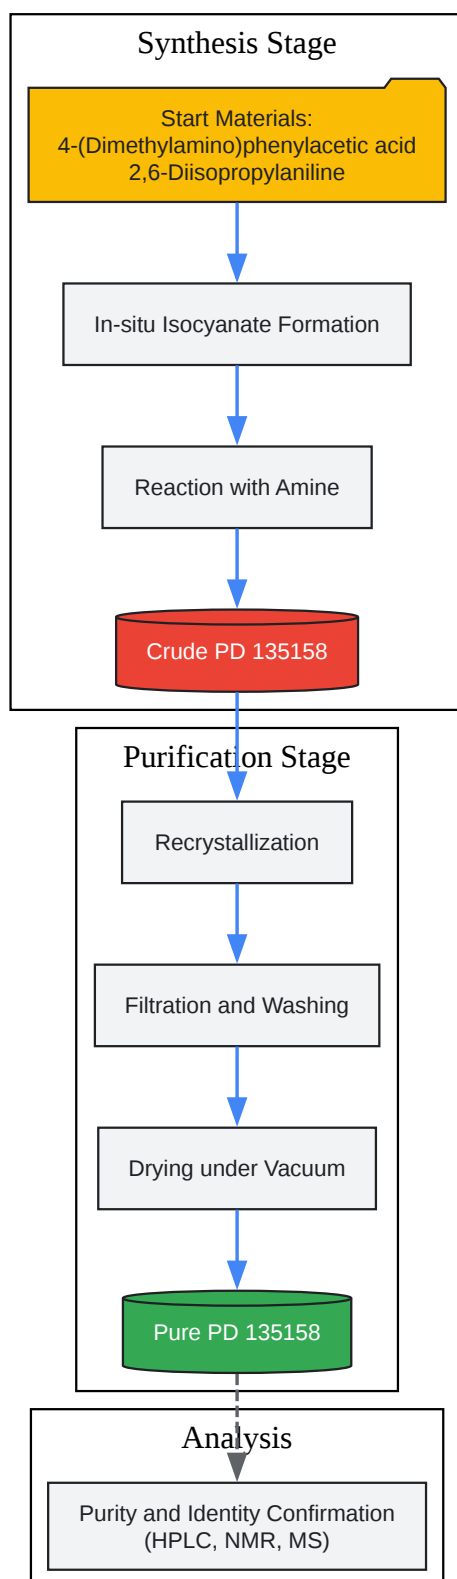 Synthesis Stage
Start Materials:
4-(Dimethylamino)phenylacetic acid
2,6-Diisopropylaniline
In-situ Isocyanate Formation
Reaction with Amine
Crude PD 135158
Purification Stage
Recrystallization
Filtration and Washing
Drying under Vacuum
Pure PD 135158
Analysis
Purity and Identity Confirmation
(HPLC, NMR, MS)